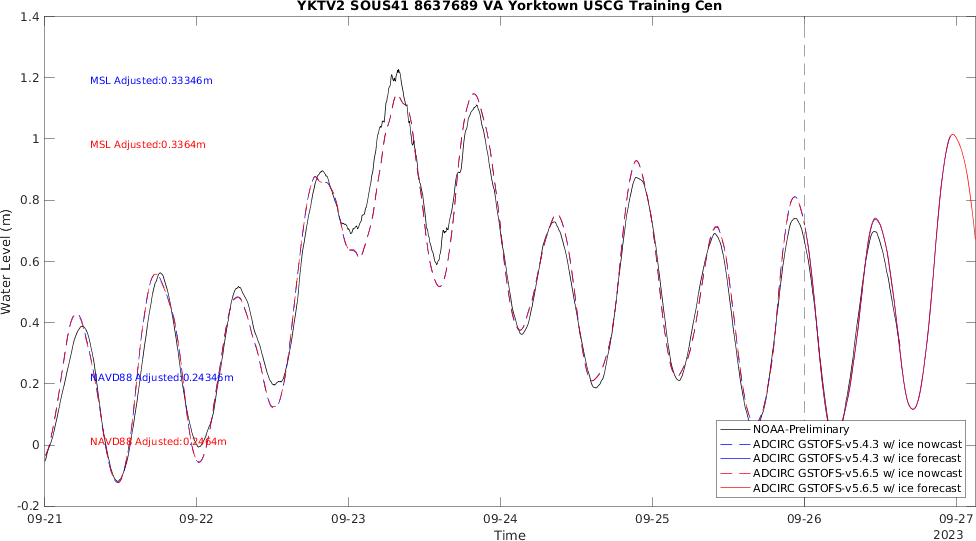 YKTV2 SOUS41 8637689 VA Yorktown USCG Training Cen
1.4
1.2
1
0.8
0.6
0.4
0.2
0
-0.2
Water Level (m)
MSL Adjusted:0.33346m
MSL Adjusted:0.3364m
NAVD88 Adjusted:0.24346m
NAVD88 Adjusted:0.2464m
NOAA-Preliminary
ADCIRC GSTOFS-v5.4.3 w/ ice nowcast
ADCIRC GSTOFS-v5.4.3 w/ ice forecast
ADCIRC GSTOFS-v5.6.5 w/ ice nowcast
ADCIRC GSTOFS-v5.6.5 w/ ice forecast
09-21 09-22 09-23 09-24 09-25 09-26 09-27
2023
Time